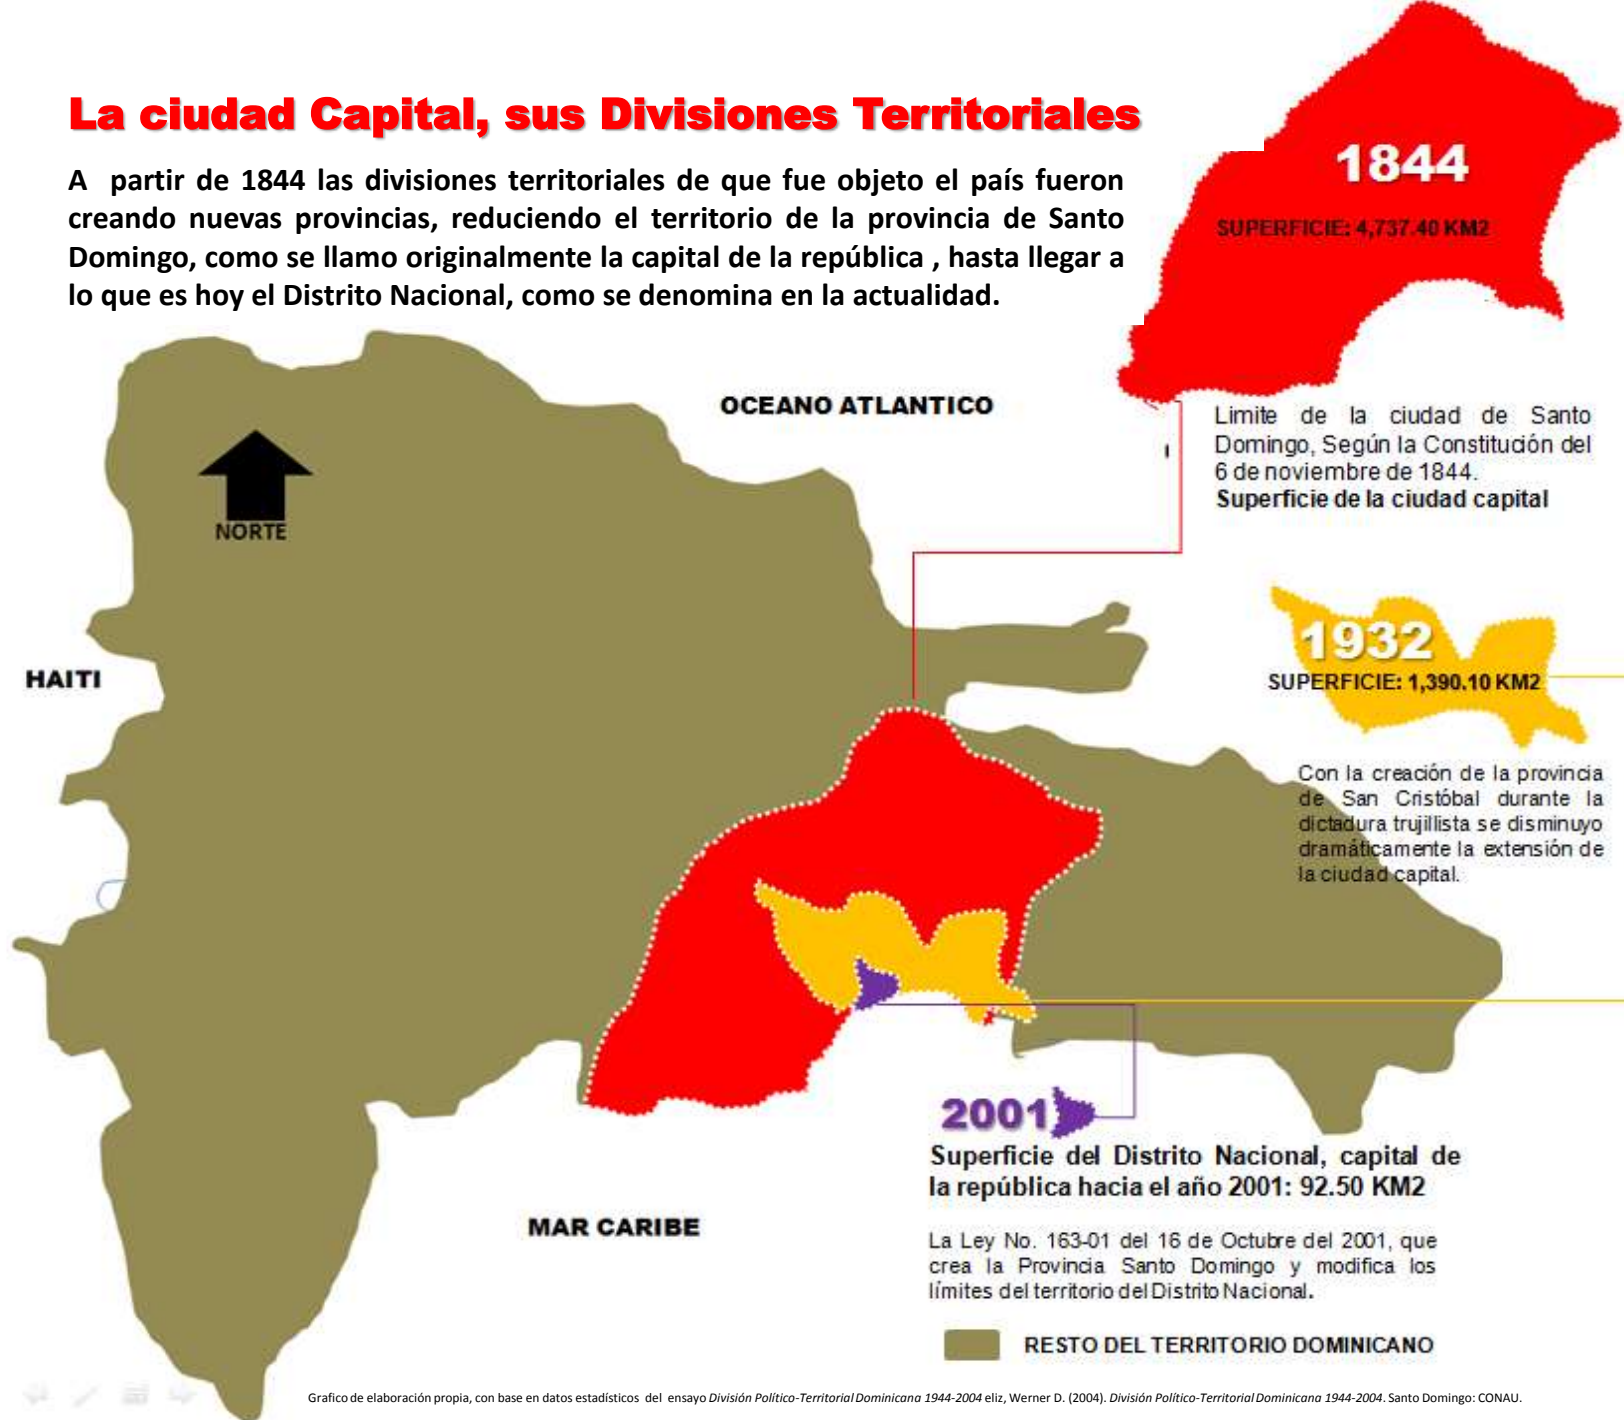 La ciudad Capital, sus Divisiones Territoriales
A partir de 1844 las divisiones territoriales de que fue objeto el país fueron
creando nuevas provincias, reduciendo el territorio de la provincia de Santo
Domingo, como se llamo originalmente la capital de la república , hasta llegar a
lo que es hoy el Distrito Nacional, como se denomina en la actualidad.
1844
SUPERFICIE: 4,737.40 KM2
OCEANO ATLANTICO
Limite de la ciudad de Santo
Domingo, Según la Constitución del
6 de noviembre de 1844.
Superficie de la ciudad capital
NORTE
HAITI
1932
SUPERFICIE: 1,390.10 KM2
Con la creación de la provincia
de San Cristóbal durante la
dictadura trujillista se disminuyo
dramáticamente la extensión de
la ciudad capital.
2001
Superficie del Distrito Nacional, capital de
la república hacia el año 2001: 92.50 KM2
MAR CARIBE
La Ley No. 163-01 del 16 de Octubre del 2001, que
crea la Provincia Santo Domingo y modifica los
límites del territorio del Distrito Nacional.
RESTO DEL TERRITORIO DOMINICANO
Grafico de elaboración propia, con base en datos estadísticos del ensayo División Político-Territorial Dominicana 1944-2004 eliz, Werner D. (2004). División Político-Territorial Dominicana 1944-2004. Santo Domingo: CONAU.